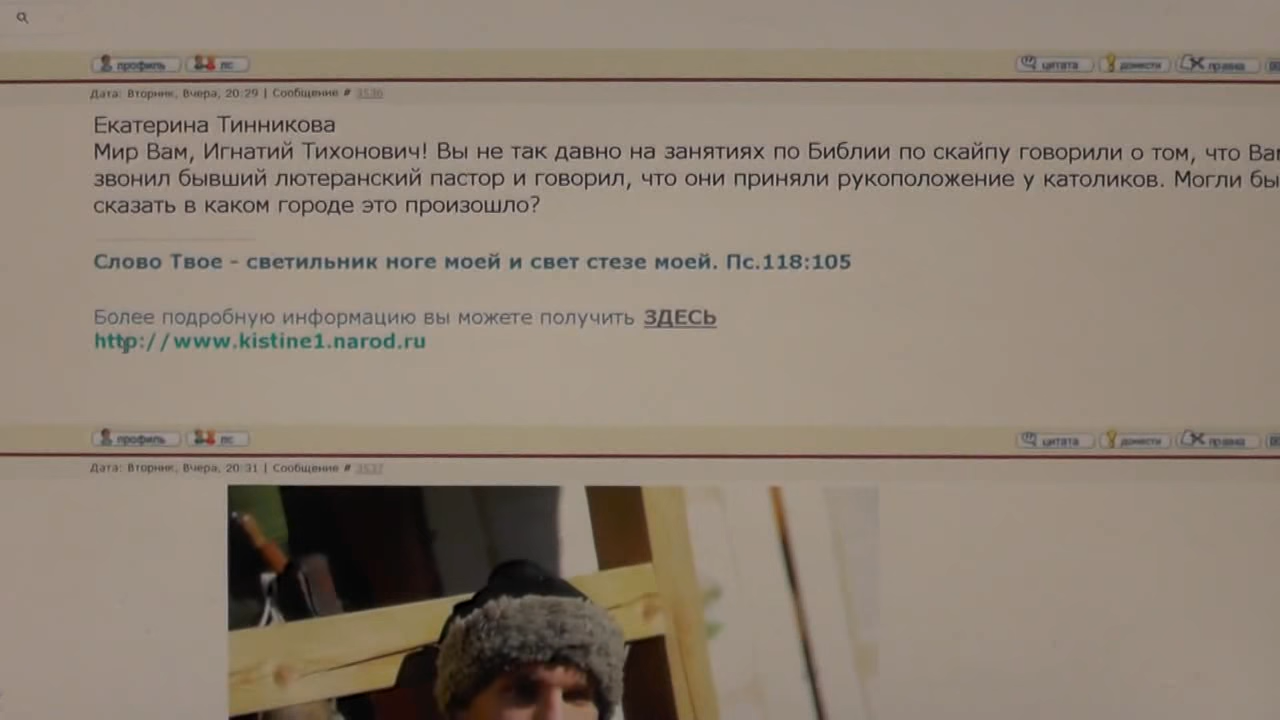 профиль пс цитата донести правка
Дата: Вторник, Вчера, 20:29 | Сообщение # 3536
Екатерина Тинникова
Мир Вам, Игнатий Тихонович! Вы не так давно на занятиях по Библии по скайпу говорили о том, что Вам
звонил бывший лютеранский пастор и говорил, что они приняли рукоположение у католиков. Могли бы
сказать в каком городе это произошло?
Слово Твое - светильник ноге моей и свет стезе моей. Пс.118:105
Более подробную информацию вы можете получить ЗДЕСЬ
http://www.kistine1.narod.ru
профиль пс цитата донести правка
Дата: Вторник, Вчера, 20:31 | Сообщение # 3537